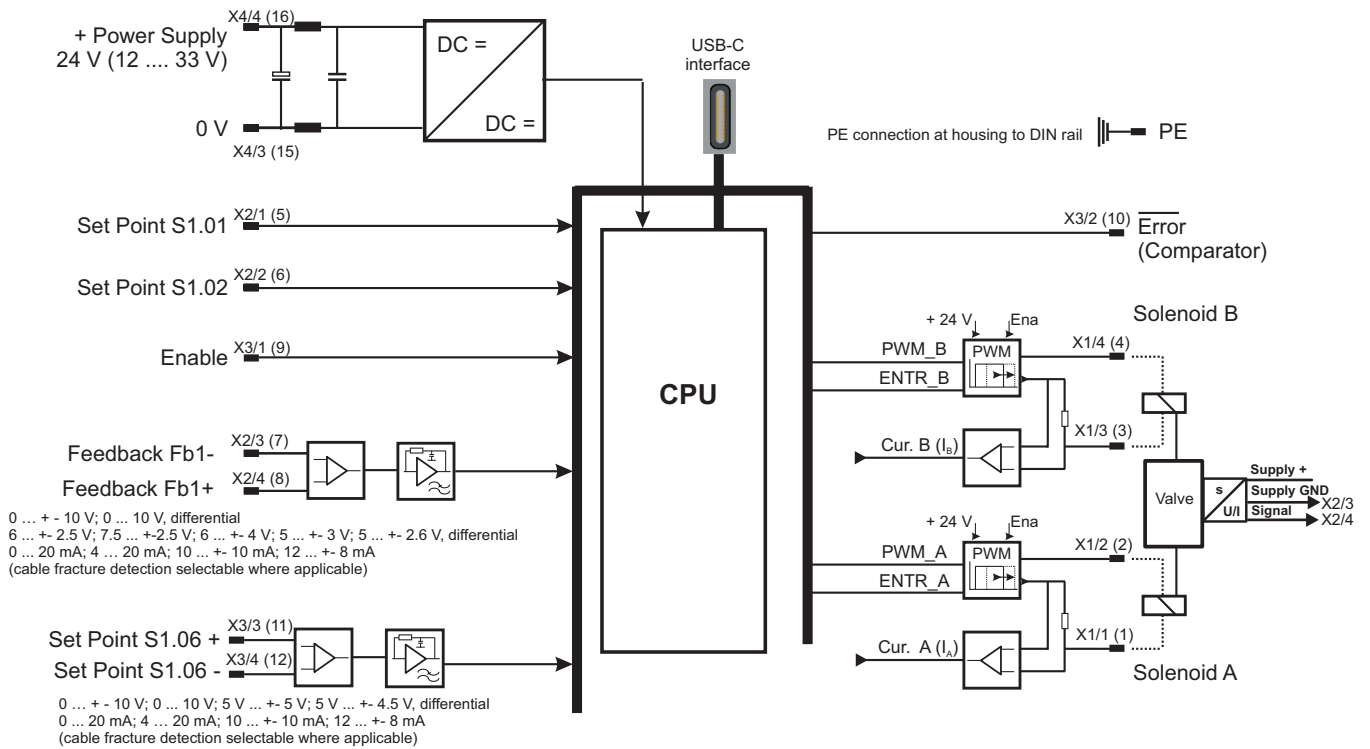 X4/4 (16)
+ Power Supply
24 V (12 .... 33 V)
0 V
X4/3 (15)
DC =
DC =
USB-C
interface
PE connection at housing to DIN rail
PE
Set Point S1.01
X2/1 (5)
Set Point S1.02
X2/2 (6)
Enable
X3/1 (9)
Feedback Fb1-
X2/3 (7)
Feedback Fb1+
X2/4 (8)
0 ... + - 10 V; 0 ... 10 V, differential
6 ... +- 2.5 V; 7.5 ... +-2.5 V; 6 ... +- 4 V; 5 ... +- 3 V; 5 ... +- 2.6 V, differential
0 ... 20 mA; 4 ... 20 mA; 10 ... +- 10 mA; 12 ... +- 8 mA
(cable fracture detection selectable where applicable)
Set Point S1.06 +
X3/3 (11)
Set Point S1.06 -
X3/4 (12)
0 ... + - 10 V; 0 ... 10 V; 5 V ... +- 5 V; 5 V ... +- 4.5 V, differential
0 ... 20 mA; 4 ... 20 mA; 10 ... +- 10 mA; 12 ... +- 8 mA
(cable fracture detection selectable where applicable)
CPU
X3/2 (10)
Error
(Comparator)
Solenoid B
+ 24 V
Ena
PWM_B
PWM
X1/4 (4)
ENTR_B
Cur. B (I_B)
X1/3 (3)
Valve
s
U/I
Supply +
Supply GND
X2/3
Signal
X2/4
+ 24 V
Ena
PWM_A
PWM
X1/2 (2)
ENTR_A
Cur. A (I_A)
X1/1 (1)
Solenoid A